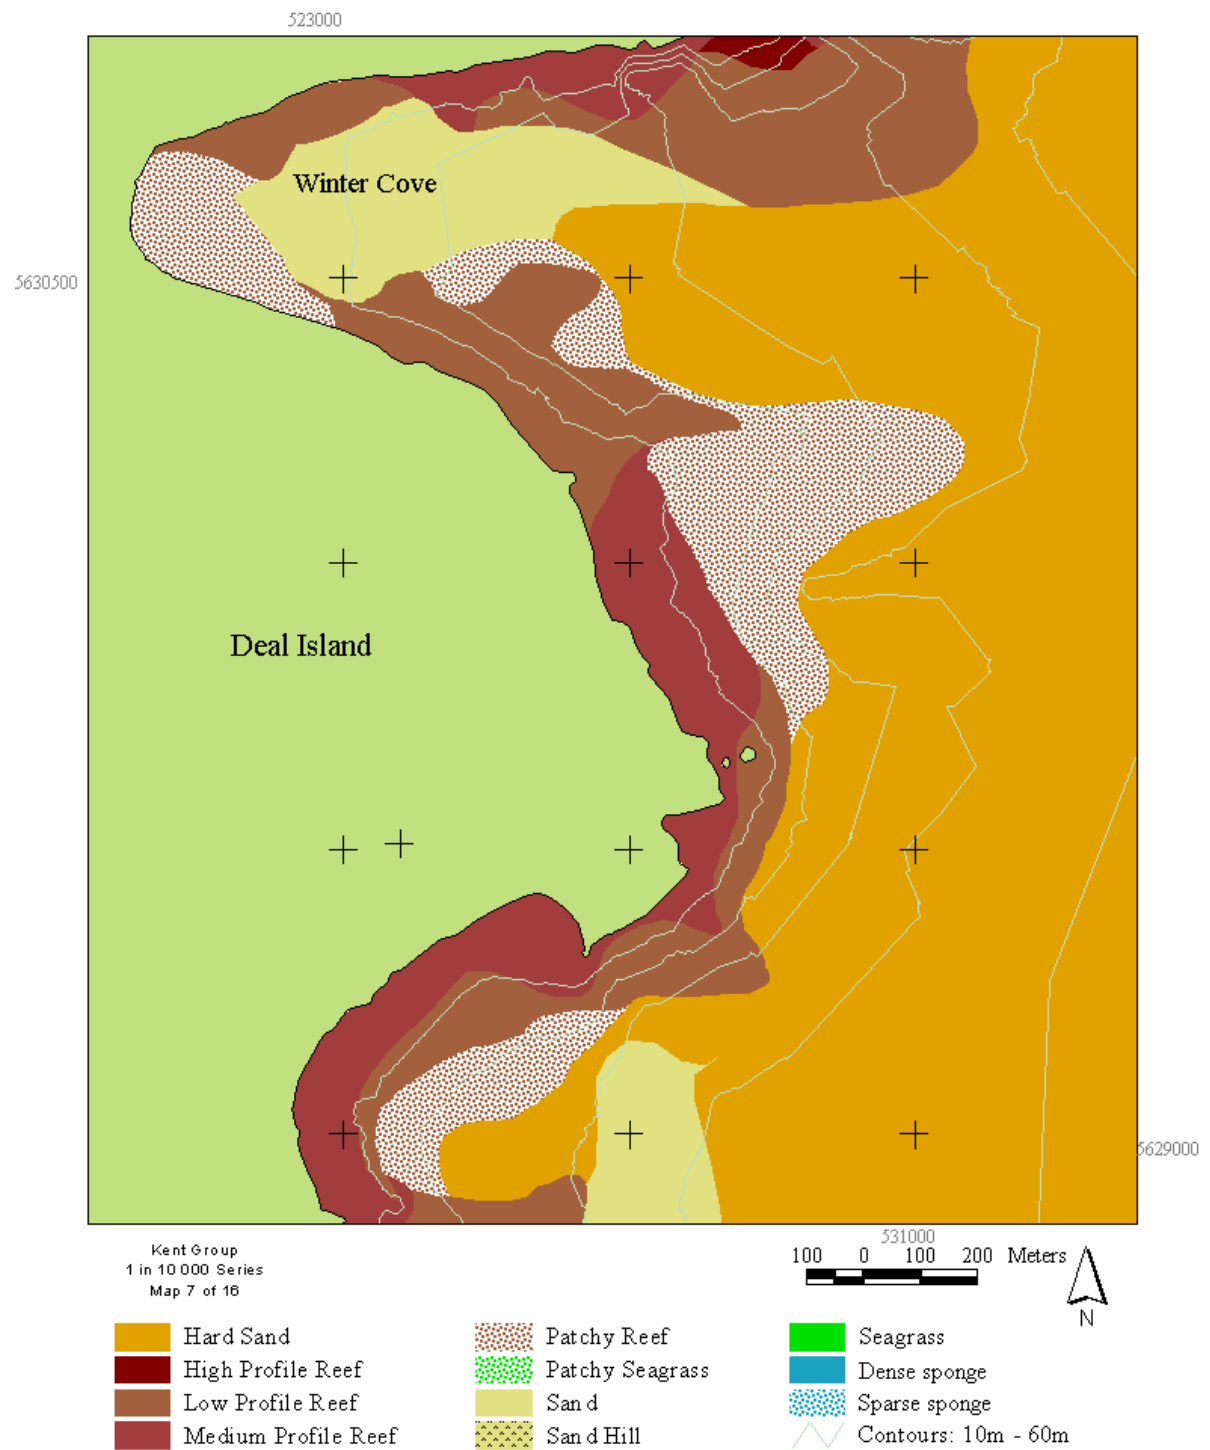 523000
Winter Cove
5630500
Deal Island
5629000
531000
Kent Group
1 in 10 000 Series
Map 7 of 16
100 0 100 200 Meters
N
Hard Sand
High Profile Reef
Low Profile Reef
Medium Profile Reef
Patchy Reef
Patchy Seagrass
Sand
Sand Hill
Seagrass
Dense sponge
Sparse sponge
Contours: 10m - 60m